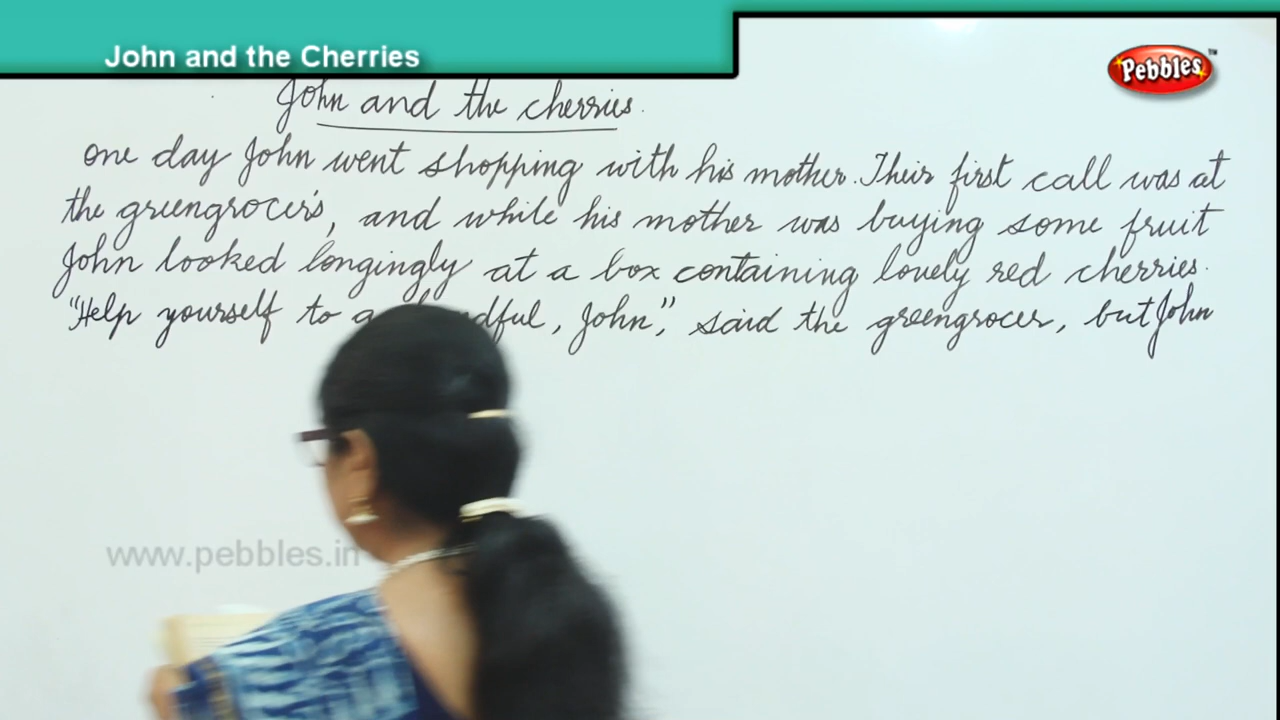 John and the Cherries
Pebbles™
John and the cherries.
One day John went shopping with his mother. Their first call was at
the greengrocer's, and while his mother was buying some fruit
John looked longingly at a box containing lovely red cherries.
"Help yourself to a handful, John", said the greengrocer, but John
www.pebbles.in